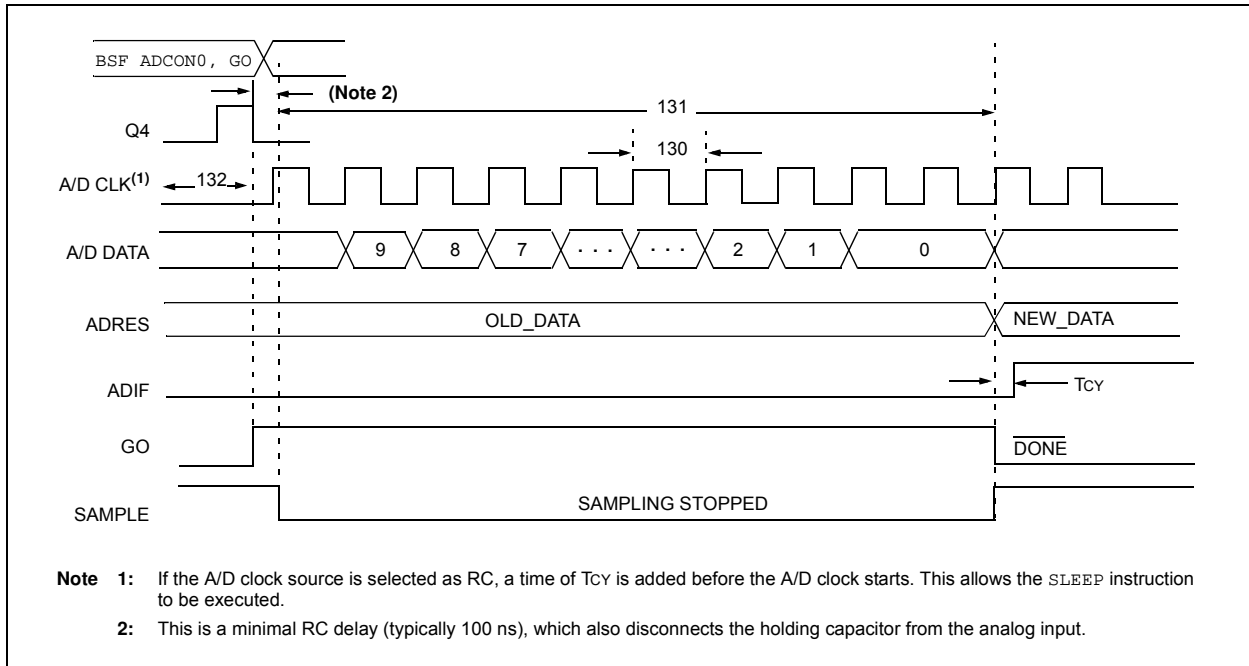 BSF ADCON0, GO
(Note 2)
131
Q4
130
A/D CLK(1)
132
A/D DATA
9 8 7 · · · · · · 2 1 0
ADRES
OLD_DATA
NEW_DATA
ADIF
TCY
GO
DONE
SAMPLE
SAMPLING STOPPED
Note 1: If the A/D clock source is selected as RC, a time of TCY is added before the A/D clock starts. This allows the SLEEP instruction
to be executed.
2: This is a minimal RC delay (typically 100 ns), which also disconnects the holding capacitor from the analog input.